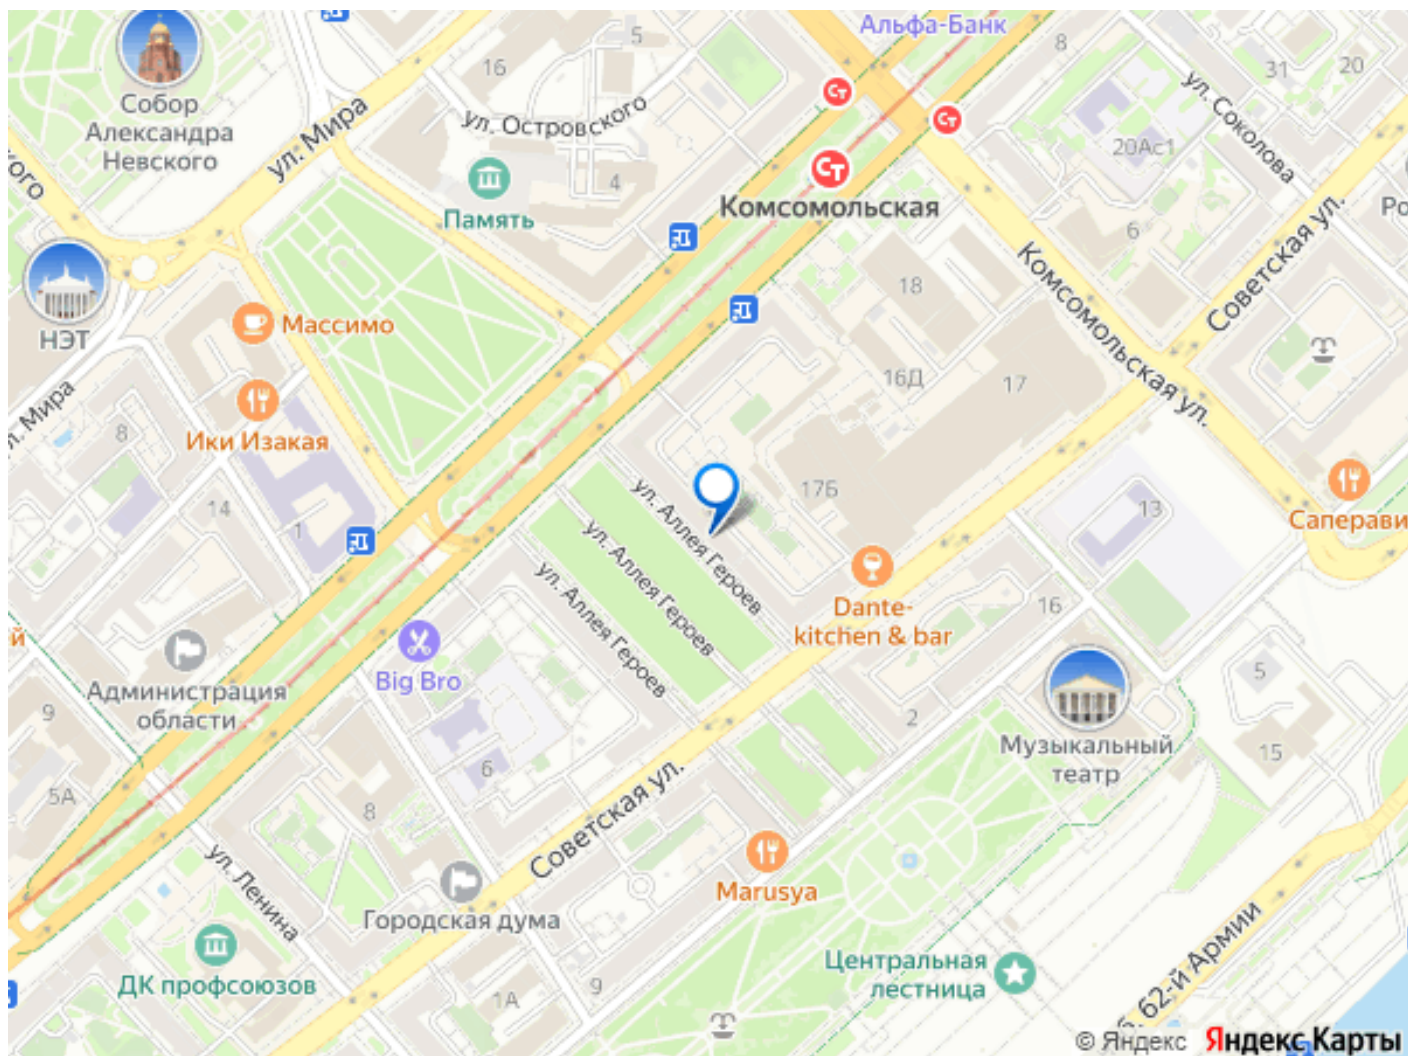 Альфа-Банк
5
8
16
31
20
Собор
Александра
Невского
ул. Мира
ул. Островского
Ст
Ст
Ст
ул. Соколова
20Ас1
4
Память
Комсомольская
6
Советская ул.
НЭТ
Массимо
18
Комсомольская ул.
16Д
17
8
Ики Изакая
14
1
ул. Аллея Героев
ул. Аллея Героев
ул. Аллея Героев
17Б
13
Саперави
Dante-
kitchen & bar
16
Big Bro
Администрация
области
9
5А
6
8
2
5
15
Музыкальный
театр
Советская ул.
Marusya
ул. Ленина
Городская дума
ДК профсоюзов
1А
9
Центральная
лестница
62-й Армии
© Яндекс Яндекс Карты